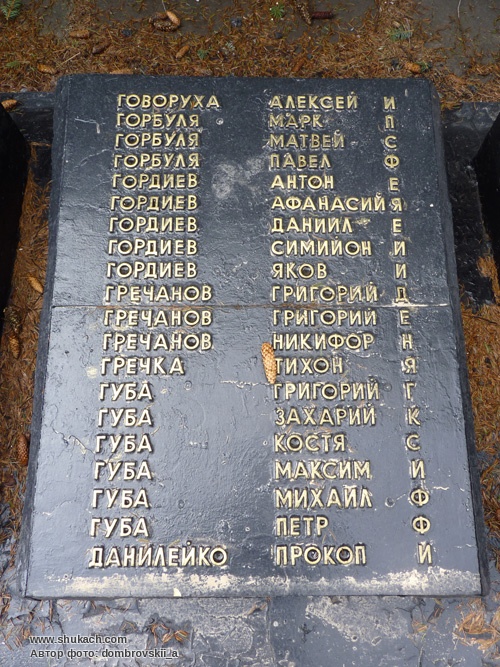 ГОВОРУХА АЛЕКСЕЙ И
ГОРБУЛЯ МАРК П
ГОРБУЛЯ МАТВЕЙ С
ГОРБУЛЯ ПАВЕЛ Ф
ГОРДИЕВ АНТОН Е
ГОРДИЕВ АФАНАСИЙ Я
ГОРДИЕВ ДАНИИЛ Е
ГОРДИЕВ СИМИЙОН И
ГОРДИЕВ ЯКОВ И
ГРЕЧАНОВ ГРИГОРИЙ Д
ГРЕЧАНОВ ГРИГОРИЙ Е
ГРЕЧАНОВ НИКИФОР Н
ГРЕЧКА ТИХОН Я
ГУБА ГРИГОРИЙ Г
ГУБА ЗАХАРИЙ К
ГУБА КОСТЯ С
ГУБА МАКСИМ И
ГУБА МИХАЙЛ Ф
ГУБА ПЕТР Ф
ДАНИЛЕЙКО ПРОКОП Й
www.shukach.com
Автор фото: dombrovskii_a